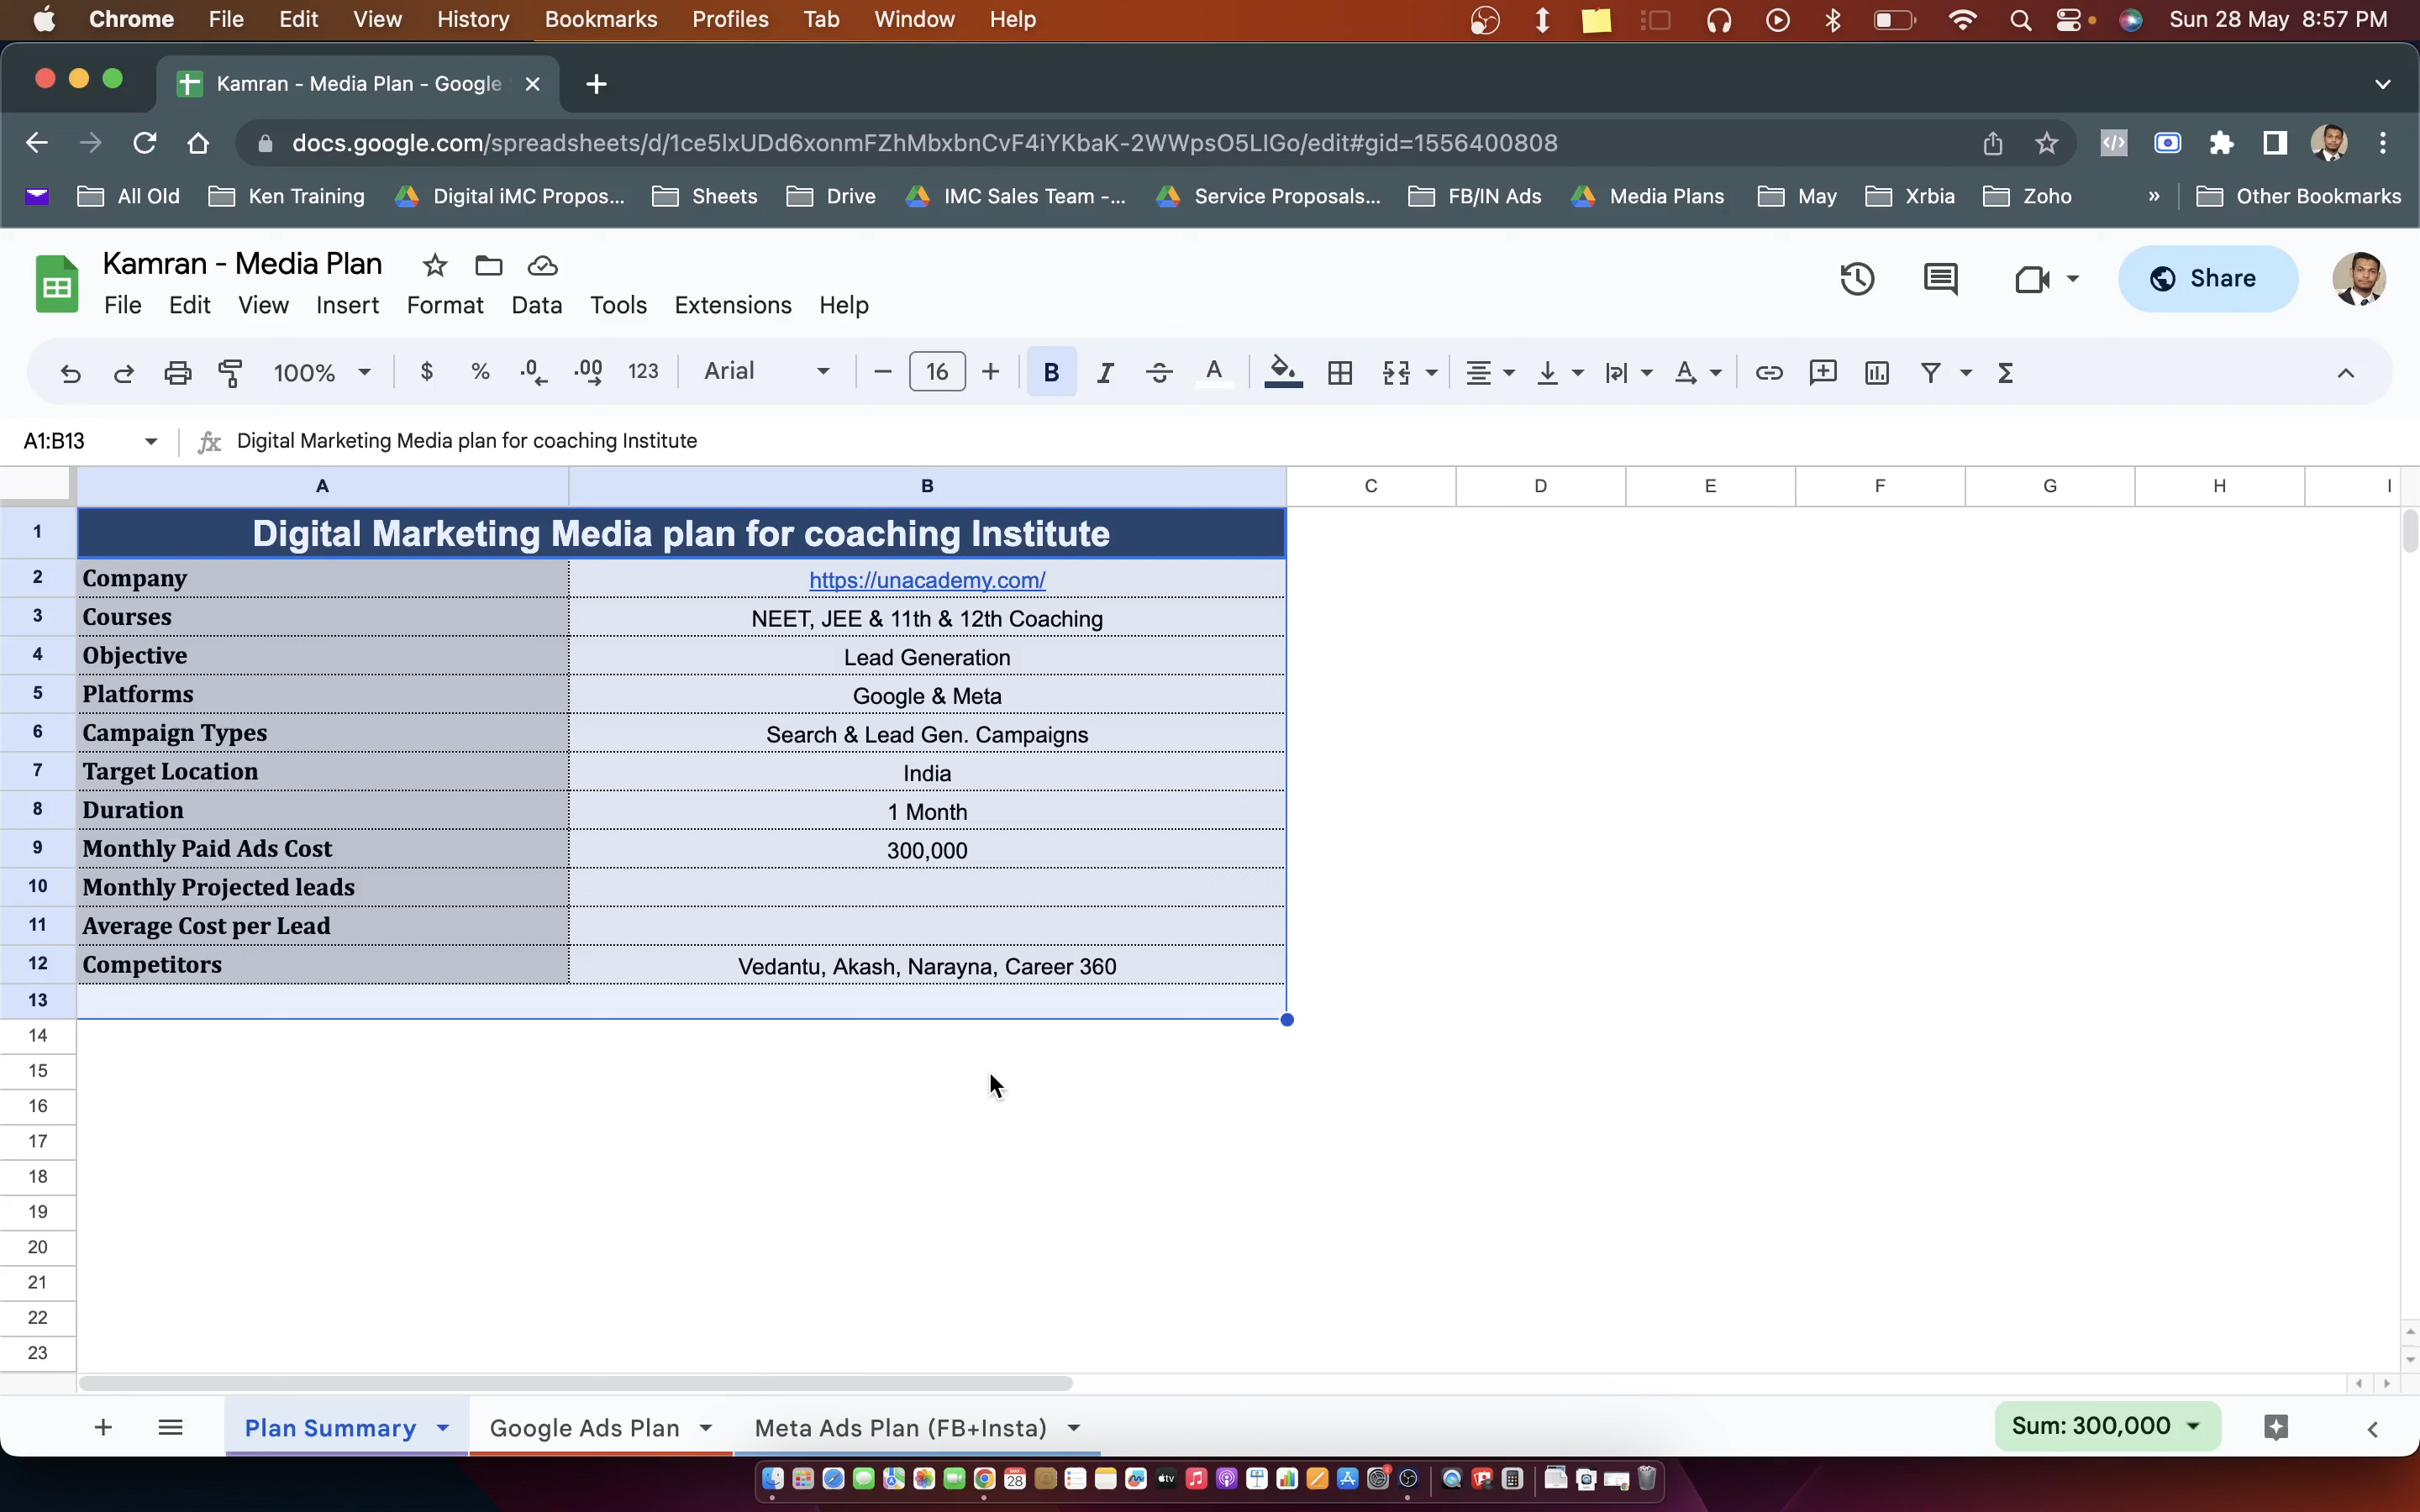 Chrome File Edit View History Bookmarks Profiles Tab Window Help Sun 28 May 8:57 PM
Kamran - Media Plan - Google
docs.google.com/spreadsheets/d/1ce5lxUDd6xonmFZhMbxbnCvF4iYKbaK-2WWpsO5LIGo/edit#gid=1556400808
All Old Ken Training Digital iMC Propos... Sheets Drive IMC Sales Team -... Service Proposals... FB/IN Ads Media Plans May Xrbia Zoho » Other Bookmarks
Kamran - Media Plan
Share
File Edit View Insert Format Data Tools Extensions Help
100% $ % .0 .00 123 Arial 16 B I A Σ
A1:B13 fx Digital Marketing Media plan for coaching Institute
A B C D E F G H I
1 Digital Marketing Media plan for coaching Institute
2 Company https://unacademy.com/
3 Courses NEET, JEE & 11th & 12th Coaching
4 Objective Lead Generation
5 Platforms Google & Meta
6 Campaign Types Search & Lead Gen. Campaigns
7 Target Location India
8 Duration 1 Month
9 Monthly Paid Ads Cost 300,000
10 Monthly Projected leads
11 Average Cost per Lead
12 Competitors Vedantu, Akash, Narayna, Career 360
13
14
15
16
17
18
19
20
21
22
23
Plan Summary Google Ads Plan Meta Ads Plan (FB+Insta) Sum: 300,000